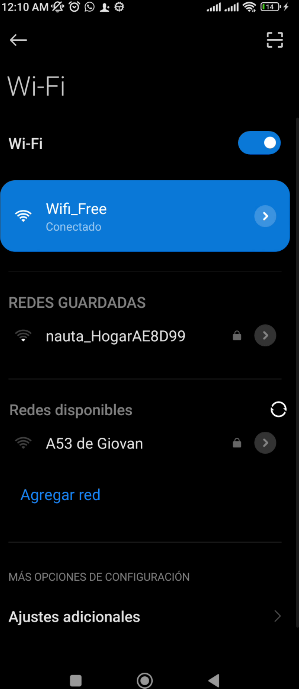 12:10 AM
14
Wi-Fi
Wi-Fi
Wifi_Free
Conectado
REDES GUARDADAS
nauta_HogarAE8D99
Redes disponibles
A53 de Giovan
Agregar red
MÁS OPCIONES DE CONFIGURACIÓN
Ajustes adicionales